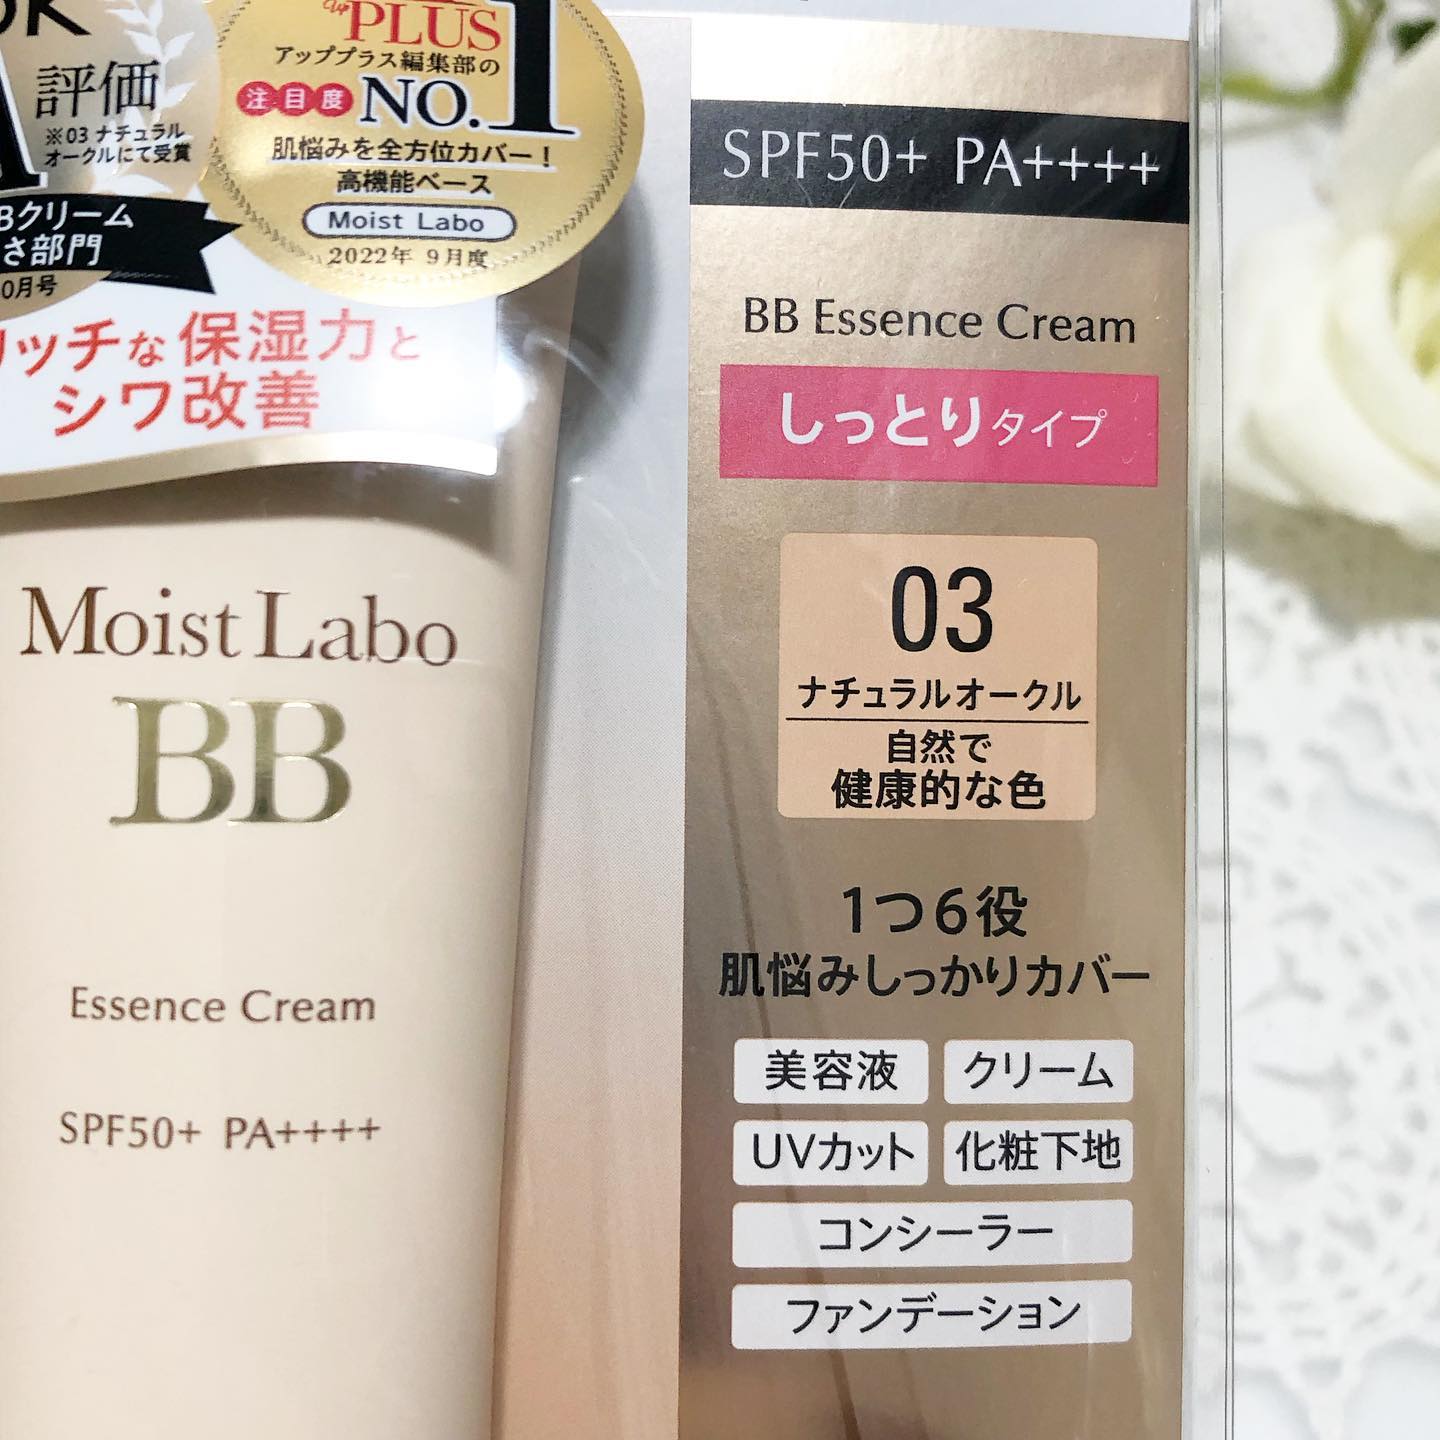 評価
※03 ナチュラル
オークルにて受賞
Bクリーム
さ部門
0月号
up PLUS
アッププラス編集部の
注目度 NO.1
肌悩みを全方位カバー!
高機能ベース
Moist Labo
2022年 9月度
リッチな保湿力と
シワ改善
Moist Labo
BB
Essence Cream
SPF50+ PA++++
SPF50+ PA++++
BB Essence Cream
しっとりタイプ
03
ナチュラルオークル
自然で
健康的な色
1つ6役
肌悩みしっかりカバー
美容液 クリーム
UVカット 化粧下地
コンシーラー
ファンデーション